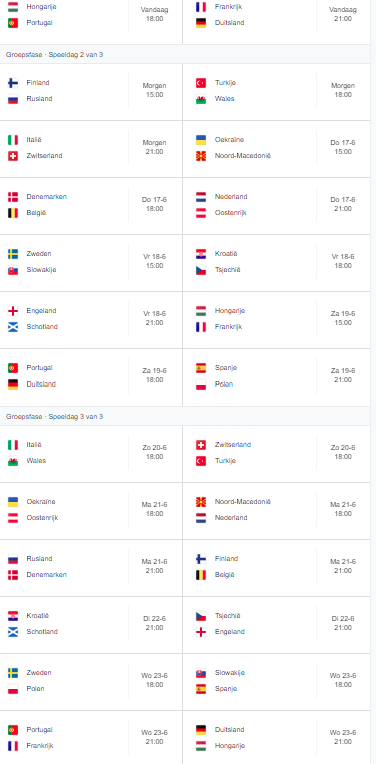 Hongarije
Portugal
Vandaag
18:00
Frankrijk
Duitsland
Vandaag
21:00
Groepsfase · Speeldag 2 van 3
Finland
Rusland
Morgen
15:00
Turkije
Wales
Morgen
18:00
Italië
Zwitserland
Morgen
21:00
Oekraïne
Noord-Macedonië
Do 17-6
15:00
Denemarken
België
Do 17-6
18:00
Nederland
Oostenrijk
Do 17-6
21:00
Zweden
Slowakije
Vr 18-6
15:00
Kroatië
Tsjechië
Vr 18-6
18:00
Engeland
Schotland
Vr 18-6
21:00
Hongarije
Frankrijk
Za 19-6
15:00
Portugal
Duitsland
Za 19-6
18:00
Spanje
Polen
Za 19-6
21:00
Groepsfase · Speeldag 3 van 3
Italië
Wales
Zo 20-6
18:00
Zwitserland
Turkije
Zo 20-6
18:00
Oekraïne
Oostenrijk
Ma 21-6
18:00
Noord-Macedonië
Nederland
Ma 21-6
18:00
Rusland
Denemarken
Ma 21-6
21:00
Finland
België
Ma 21-6
21:00
Kroatië
Schotland
Di 22-6
21:00
Tsjechië
Engeland
Di 22-6
21:00
Zweden
Polen
Wo 23-6
18:00
Slowakije
Spanje
Wo 23-6
18:00
Portugal
Frankrijk
Wo 23-6
21:00
Duitsland
Hongarije
Wo 23-6
21:00